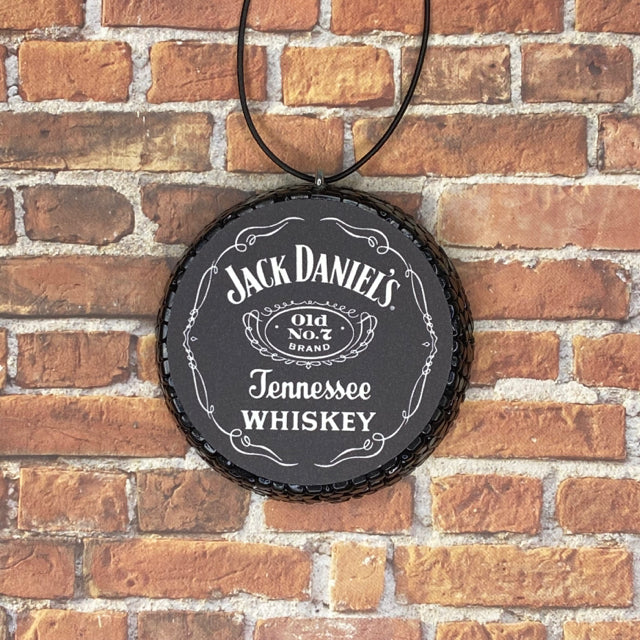 JACK DANIEL'S®
Old
No.7
BRAND
Tennessee
WHISKEY